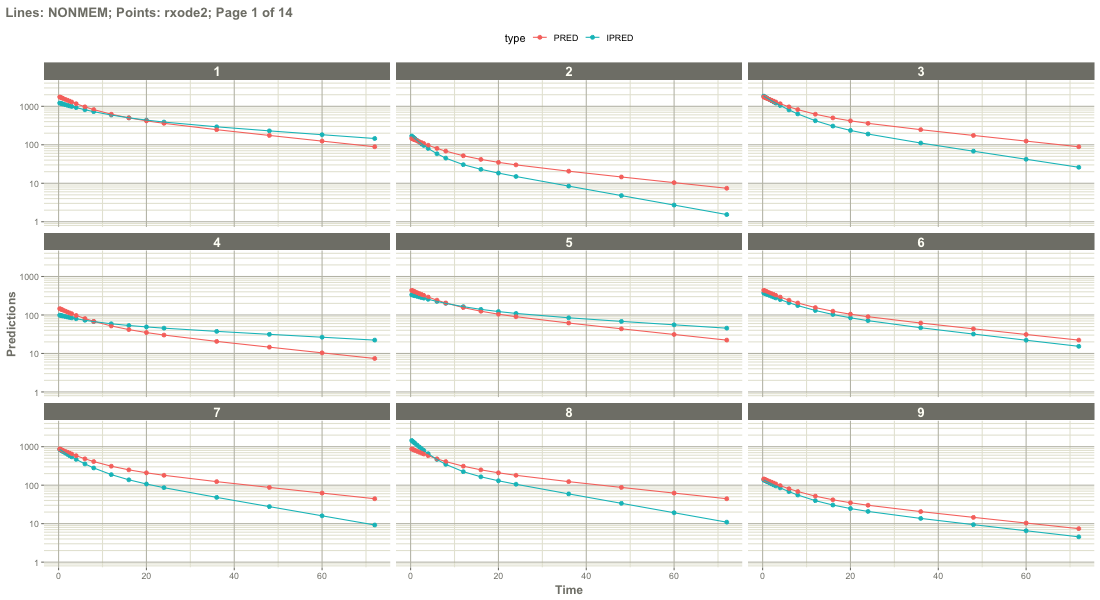 Lines: NONMEM; Points: rxode2; Page 1 of 14
type PRED IPRED
1 2 3
1000
100
10
1
4 5 6
1000
100
10
1
Predictions
7 8 9
1000
100
10
1
0 20 40 60 0 20 40 60 0 20 40 60
Time